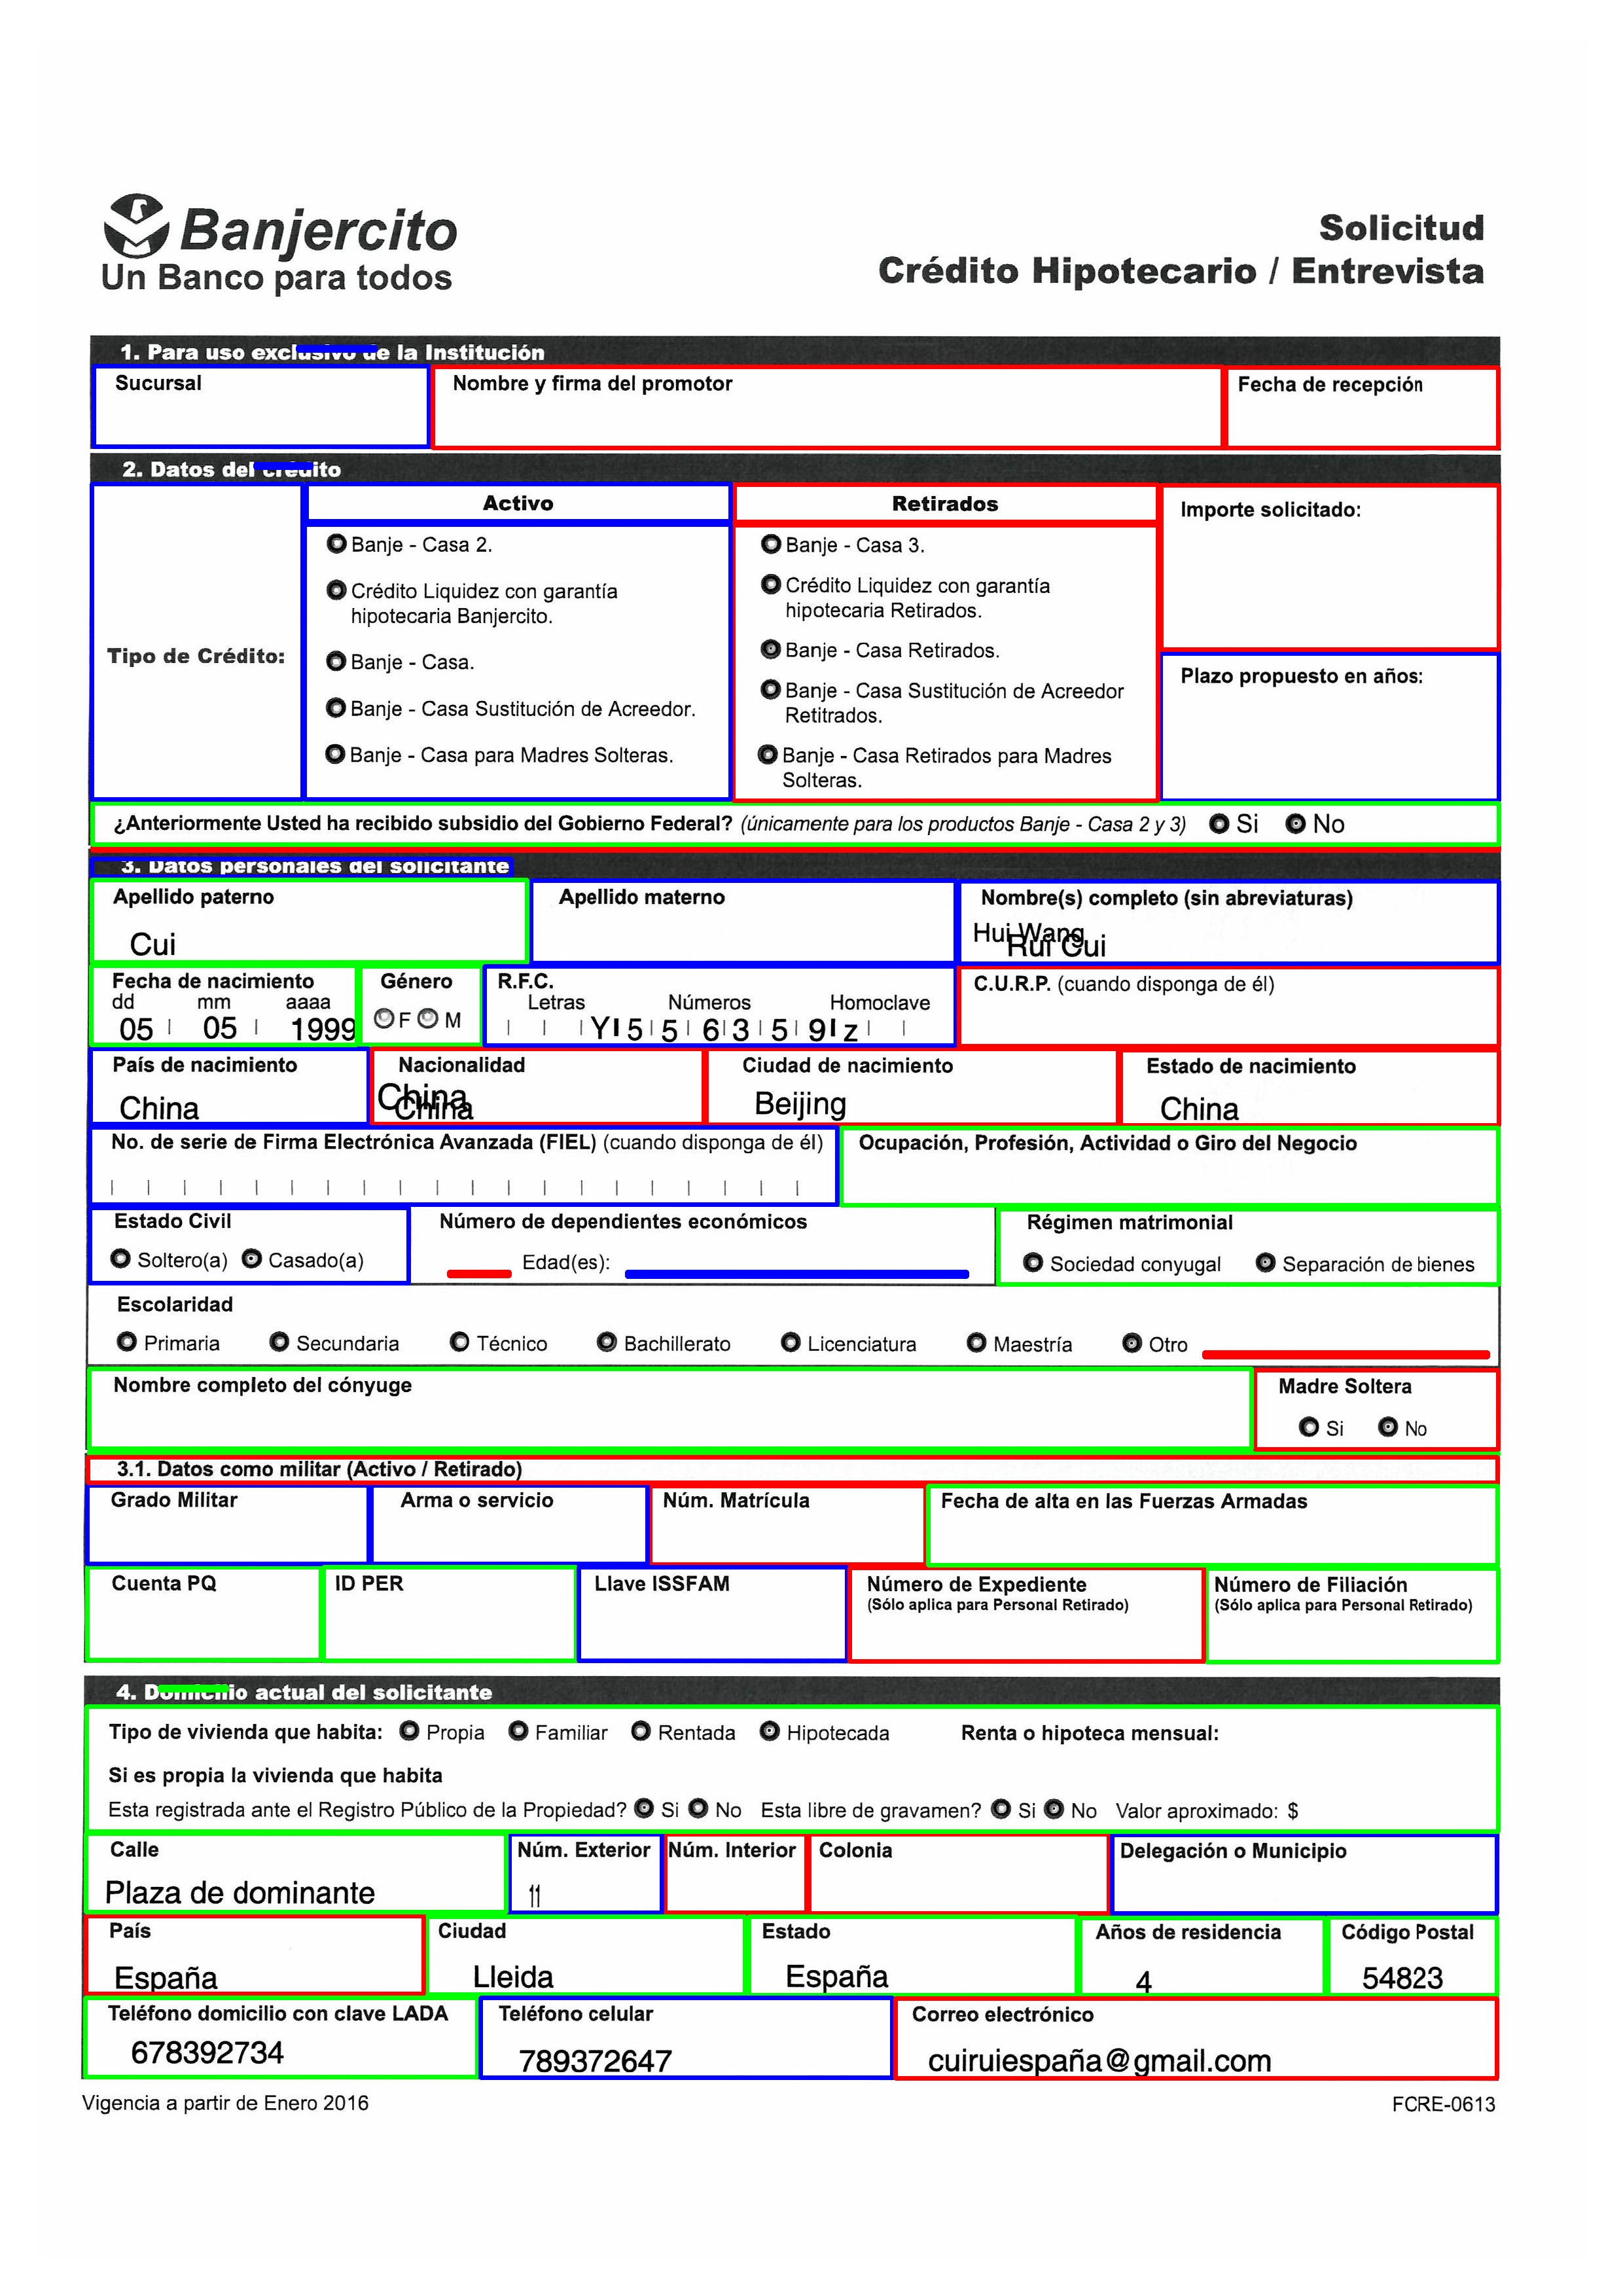 Banjercito
Un Banco para todos
Solicitud
Crédito Hipotecario / Entrevista
1. Para uso exclusivo de la Institución
Sucursal
Nombre y firma del promotor
Fecha de recepción
2. Datos del crédito
Tipo de Crédito:
Activo
Banje - Casa 2.
Crédito Liquidez con garantía
hipotecaria Banjercito.
Banje - Casa.
Banje - Casa Sustitución de Acreedor.
Banje - Casa para Madres Solteras.
Retirados
Banje - Casa 3.
Crédito Liquidez con garantía
hipotecaria Retirados.
Banje - Casa Retirados.
Banje - Casa Sustitución de Acreedor
Retitrados.
Banje - Casa Retirados para Madres
Solteras.
Importe solicitado:
Plazo propuesto en años:
¿Anteriormente Usted ha recibido subsidio del Gobierno Federal? (únicamente para los productos Banje - Casa 2 y 3) Si No
3. Datos personales del solicitante
Apellido paterno
Cui
Apellido materno
Nombre(s) completo (sin abreviaturas)
Hui Wang
Rui Cui
Fecha de nacimiento
dd mm aaaa
05 05 1999
Género
F M
R.F.C.
Letras Números Homoclave
Y 5 5 6 3 5 9 z
C.U.R.P. (cuando disponga de él)
País de nacimiento
China
Nacionalidad
China
China
Ciudad de nacimiento
Beijing
Estado de nacimiento
China
No. de serie de Firma Electrónica Avanzada (FIEL) (cuando disponga de él)
Ocupación, Profesión, Actividad o Giro del Negocio
Estado Civil
Soltero(a) Casado(a)
Número de dependientes económicos
Edad(es):
Régimen matrimonial
Sociedad conyugal Separación de bienes
Escolaridad
Primaria Secundaria Técnico Bachillerato Licenciatura Maestría Otro
Nombre completo del cónyuge
Madre Soltera
Si No
3.1. Datos como militar (Activo / Retirado)
Grado Militar
Arma o servicio
Núm. Matrícula
Fecha de alta en las Fuerzas Armadas
Cuenta PQ
ID PER
Llave ISSFAM
Número de Expediente
(Sólo aplica para Personal Retirado)
Número de Filiación
(Sólo aplica para Personal Retirado)
4. Domicilio actual del solicitante
Tipo de vivienda que habita: Propia Familiar Rentada Hipotecada Renta o hipoteca mensual:
Si es propia la vivienda que habita
Esta registrada ante el Registro Público de la Propiedad? Si No Esta libre de gravamen? Si No Valor aproximado: $
Calle
Plaza de dominante
Núm. Exterior
11
Núm. Interior
Colonia
Delegación o Municipio
País
España
Ciudad
Lleida
Estado
España
Años de residencia
4
Código Postal
54823
Teléfono domicilio con clave LADA
678392734
Teléfono celular
789372647
Correo electrónico
cuiruiespaña@gmail.com
Vigencia a partir de Enero 2016
FCRE-0613